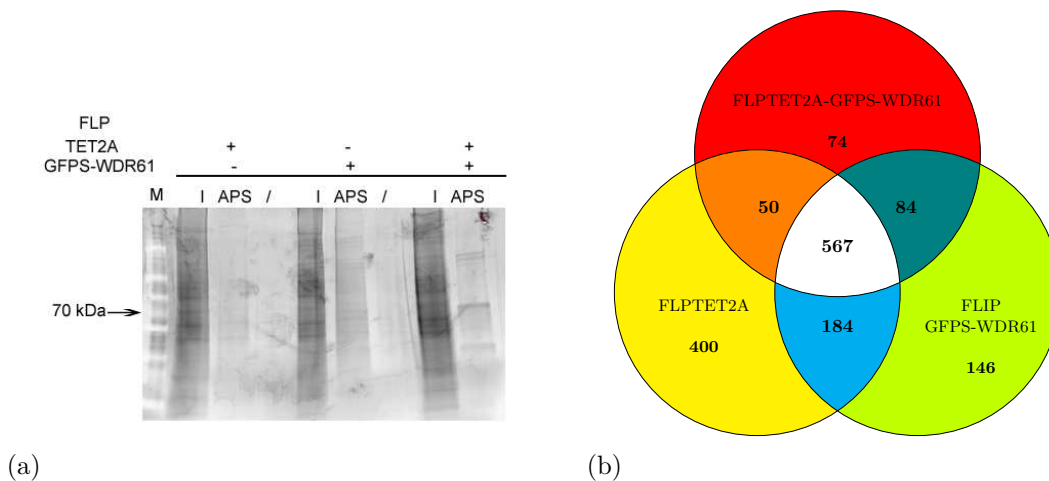 FLP
TET2A + - +
GFPS-WDR61 - + +
M I APS / I APS / I APS
70 kDa
(a)
FLPTET2A-GFPS-WDR61
74
50
84
567
FLPTET2A
400
184
FLIP
GFPS-WDR61
146
(b)